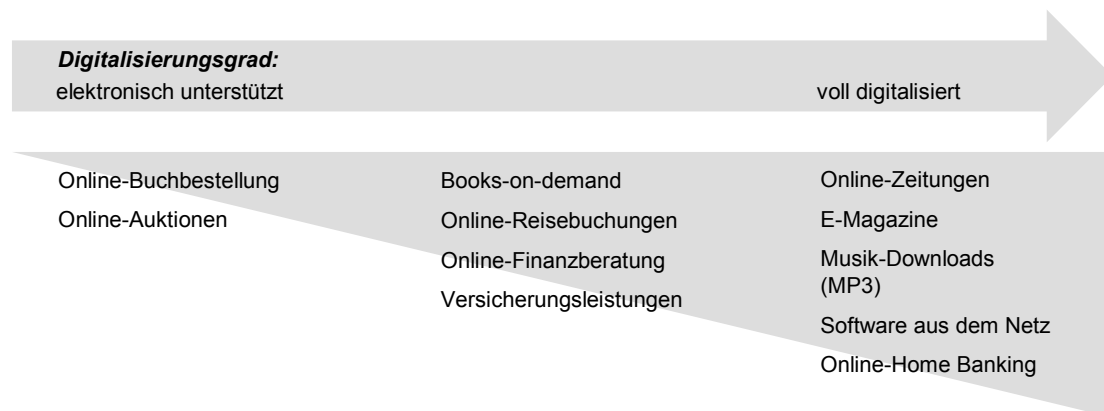 Digitalisierungsgrad:
elektronisch unterstützt
voll digitalisiert
Online-Buchbestellung
Online-Auktionen
Books-on-demand
Online-Reisebuchungen
Online-Finanzberatung
Versicherungsleistungen
Online-Zeitungen
E-Magazine
Musik-Downloads
(MP3)
Software aus dem Netz
Online-Home Banking